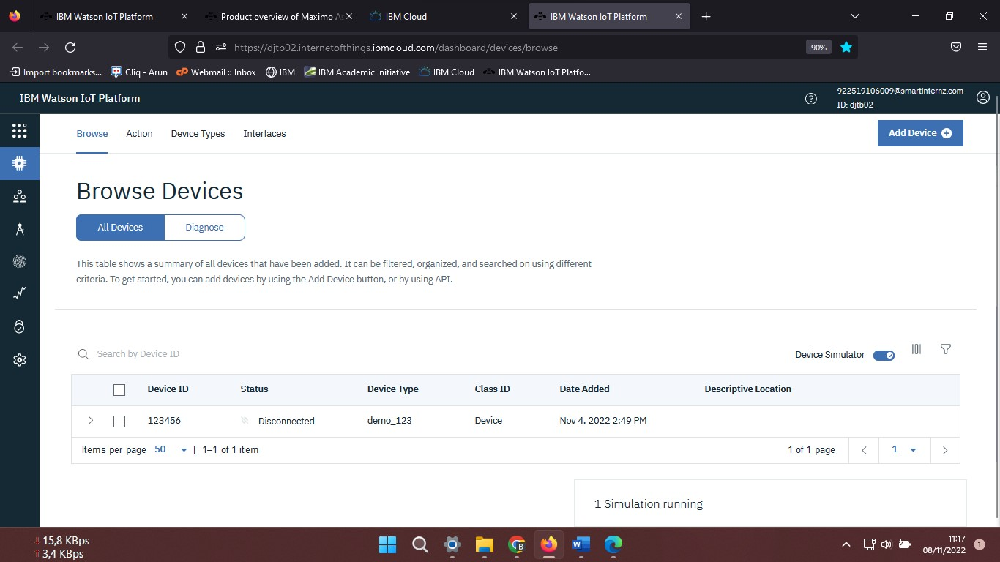 IBM Watson IoT Platform
Product overview of Maximo As
IBM Cloud
IBM Watson IoT Platform
https://djtb02.internetofthings.ibmcloud.com/dashboard/devices/browse
90%
Import bookmarks...
Cliq - Arun
Webmail :: Inbox
IBM
IBM Academic Initiative
IBM Cloud
IBM Watson IoT Platfo...
IBM Watson IoT Platform
922519106009@smartinternz.com
ID: djtb02
Browse
Action
Device Types
Interfaces
Add Device
Browse Devices
All Devices
Diagnose
This table shows a summary of all devices that have been added. It can be filtered, organized, and searched on using different
criteria. To get started, you can add devices by using the Add Device button, or by using API.
Search by Device ID
Device Simulator
Device ID Status Device Type Class ID Date Added Descriptive Location
123456 Disconnected demo_123 Device Nov 4, 2022 2:49 PM
Items per page 50 | 1–1 of 1 item 1 of 1 page 1
1 Simulation running
15,8 KBps
3,4 KBps
11:17
08/11/2022
1